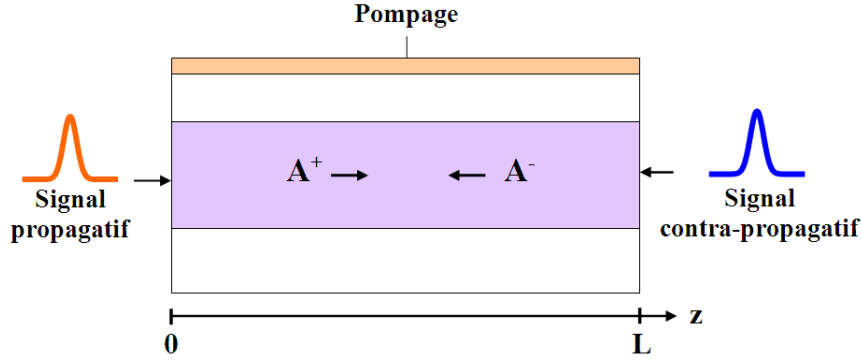 Pompage
A+ A-
Signal
propagatif
Signal
contra-propagatif
0 L z